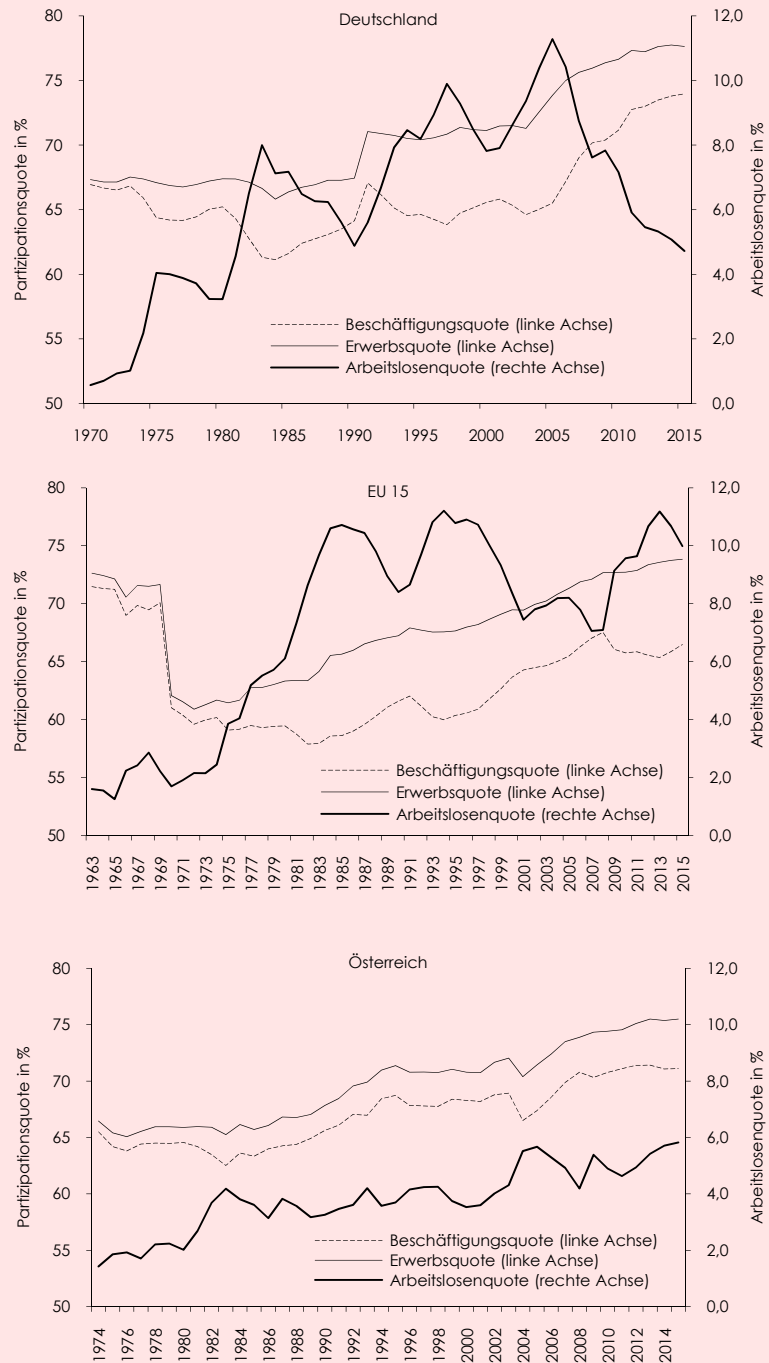 Deutschland
80
75
70
65
60
55
50
Partizipationsquote in %
12,0
10,0
8,0
6,0
4,0
2,0
0,0
Arbeitslosenquote in %
Beschäftigungsquote (linke Achse)
Erwerbsquote (linke Achse)
Arbeitslosenquote (rechte Achse)
1970 1975 1980 1985 1990 1995 2000 2005 2010 2015
EU 15
80
75
70
65
60
55
50
Partizipationsquote in %
12,0
10,0
8,0
6,0
4,0
2,0
0,0
Arbeitslosenquote in %
Beschäftigungsquote (linke Achse)
Erwerbsquote (linke Achse)
Arbeitslosenquote (rechte Achse)
1963 1965 1967 1969 1971 1973 1975 1977 1979 1981 1983 1985 1987 1989 1991 1993 1995 1997 1999 2001 2003 2005 2007 2009 2011 2013 2015
Österreich
80
75
70
65
60
55
50
Partizipationsquote in %
12,0
10,0
8,0
6,0
4,0
2,0
0,0
Arbeitslosenquote in %
Beschäftigungsquote (linke Achse)
Erwerbsquote (linke Achse)
Arbeitslosenquote (rechte Achse)
1974 1976 1978 1980 1982 1984 1986 1988 1990 1992 1994 1996 1998 2000 2002 2004 2006 2008 2010 2012 2014